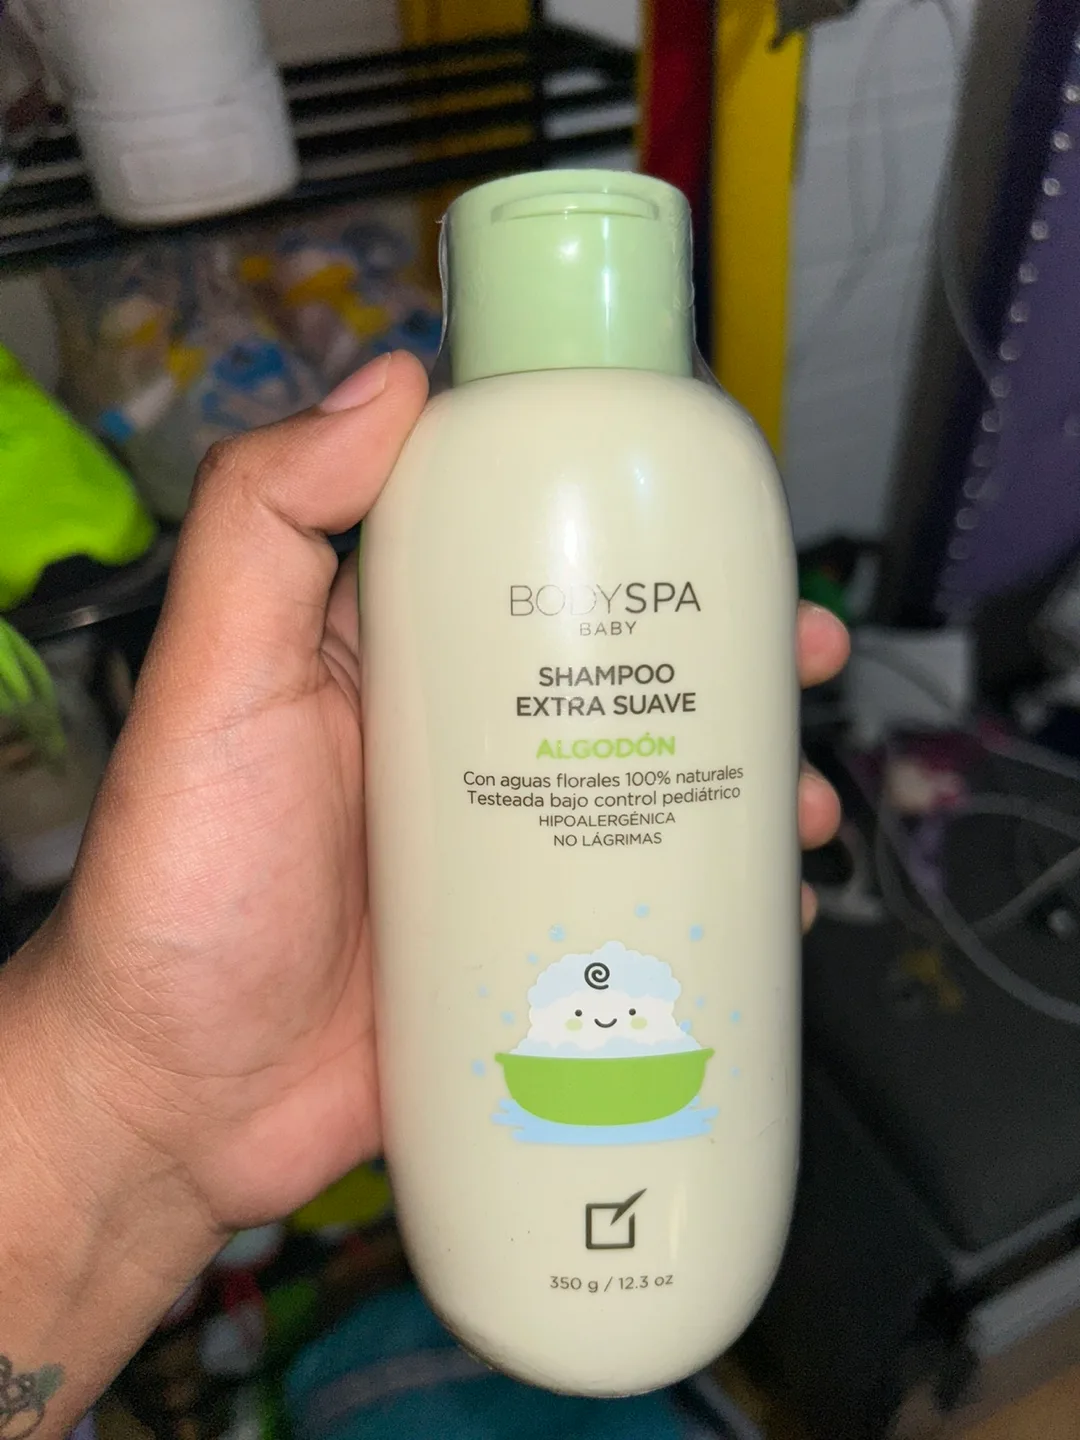 BODYSPA
BABY
SHAMPOO
EXTRA SUAVE
ALGODÓN
Con aguas florales 100% naturales
Testeada bajo control pediátrico
HIPOALERGÉNICA
NO LÁGRIMAS
350 g / 12.3 oz